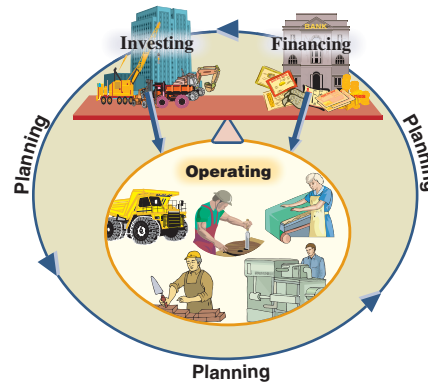 BANK
Investing
Financing
Planning
Planning
Operating
Planning